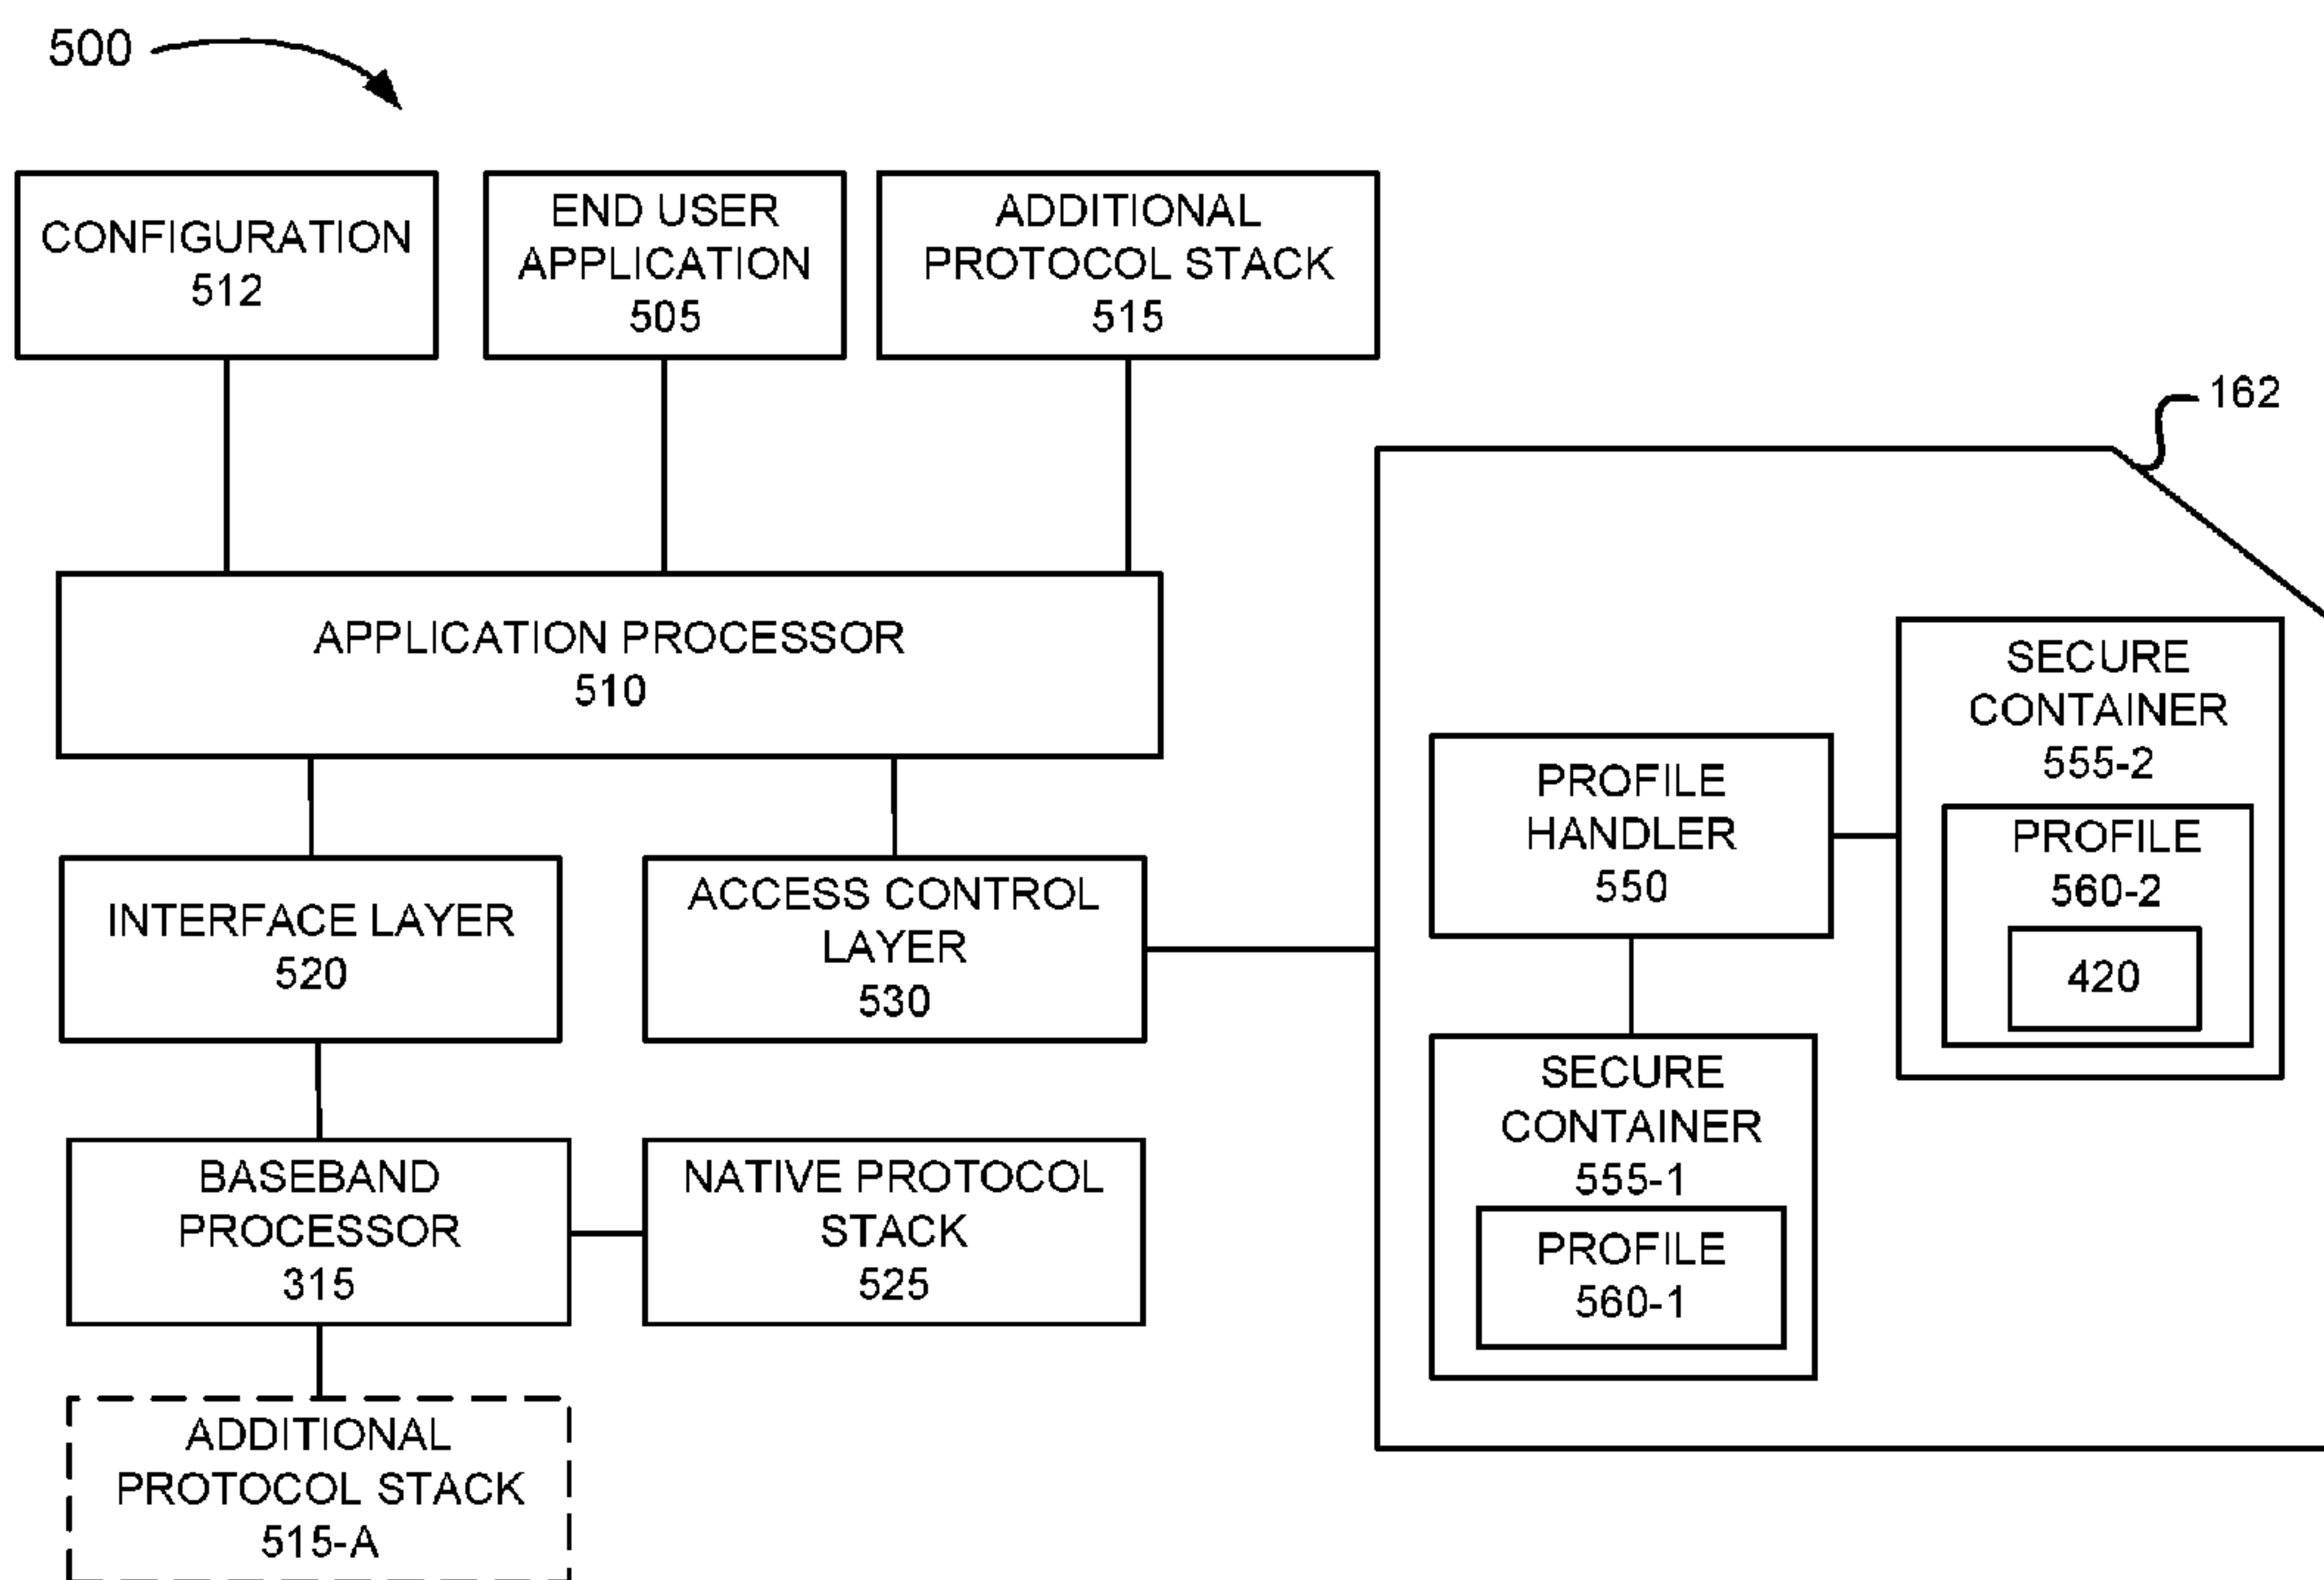 500
CONFIGURATION
512
END USER
APPLICATION
505
ADDITIONAL
PROTOCOL STACK
515
162
APPLICATION PROCESSOR
510
SECURE
CONTAINER
555-2
PROFILE
560-2
420
PROFILE
HANDLER
550
INTERFACE LAYER
520
ACCESS CONTROL
LAYER
530
SECURE
CONTAINER
555-1
PROFILE
560-1
BASEBAND
PROCESSOR
315
NATIVE PROTOCOL
STACK
525
ADDITIONAL
PROTOCOL STACK
515-A